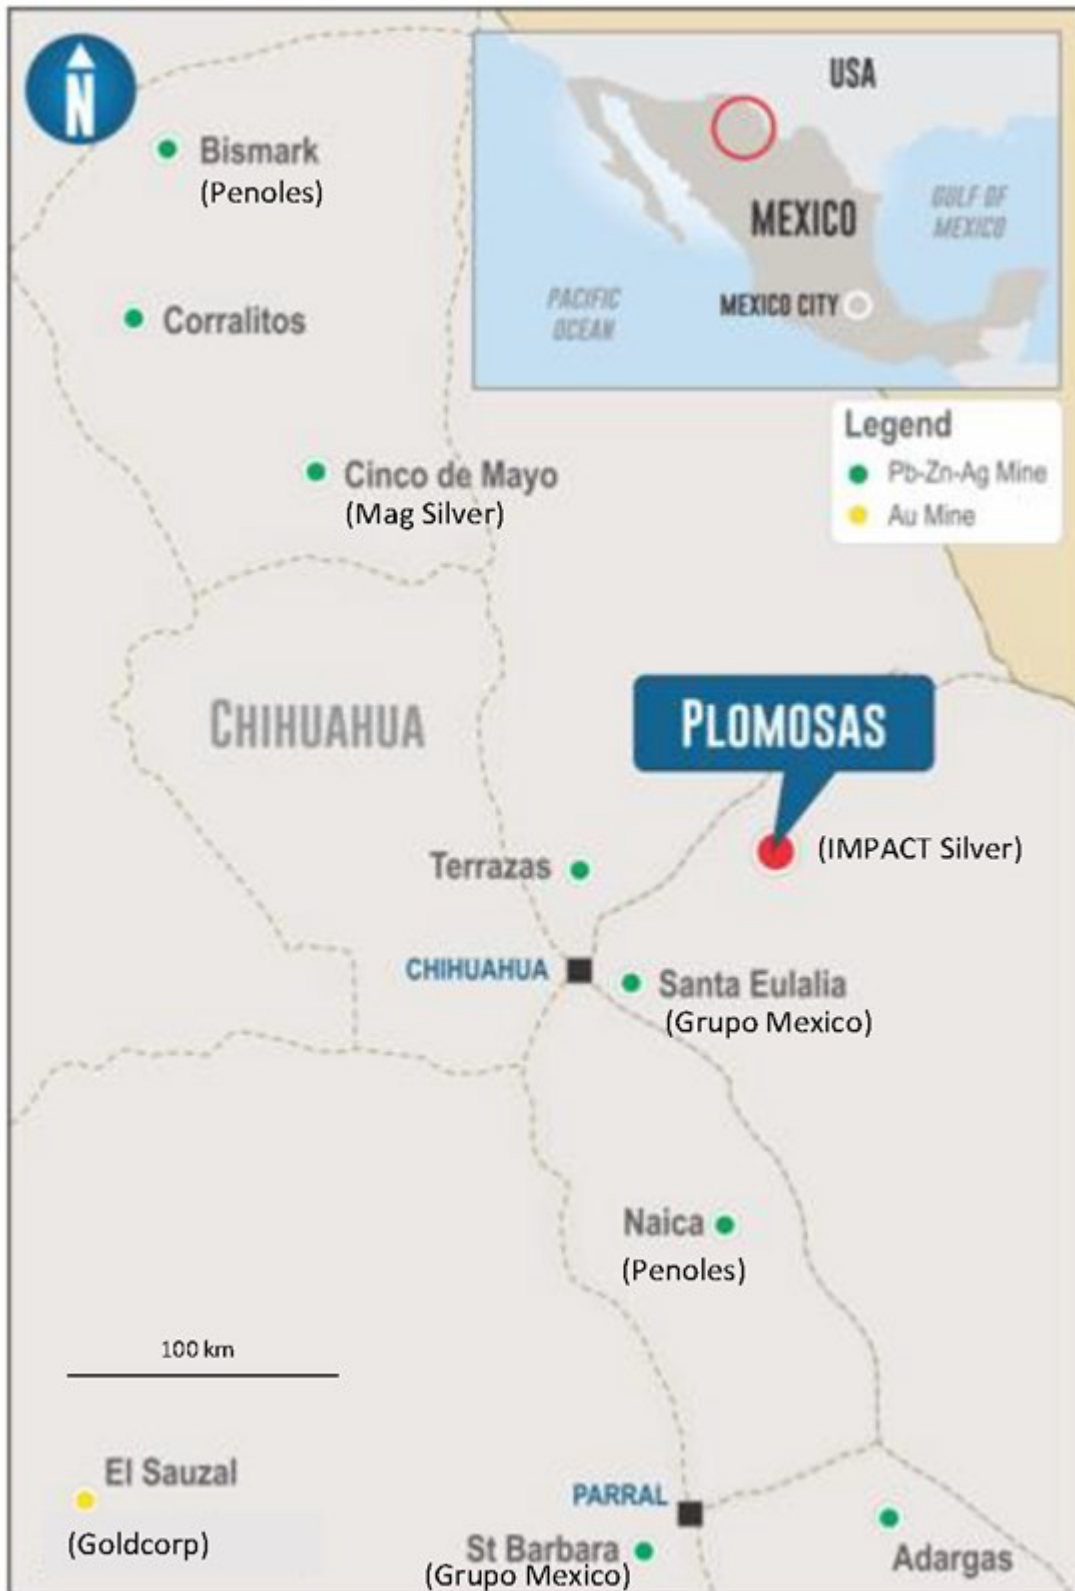 N
USA
MEXICO
GULF OF
MEXICO
PACIFIC
OCEAN
MEXICO CITY
Bismark
(Penoles)
Corralitos
Legend
Pb-Zn-Ag Mine
Au Mine
Cinco de Mayo
(Mag Silver)
CHIHUAHUA
PLOMOSAS
(IMPACT Silver)
Terrazas
CHIHUAHUA
Santa Eulalia
(Grupo Mexico)
Naica
(Penoles)
100 km
El Sauzal
(Goldcorp)
PARRAL
St Barbara
(Grupo Mexico)
Adargas